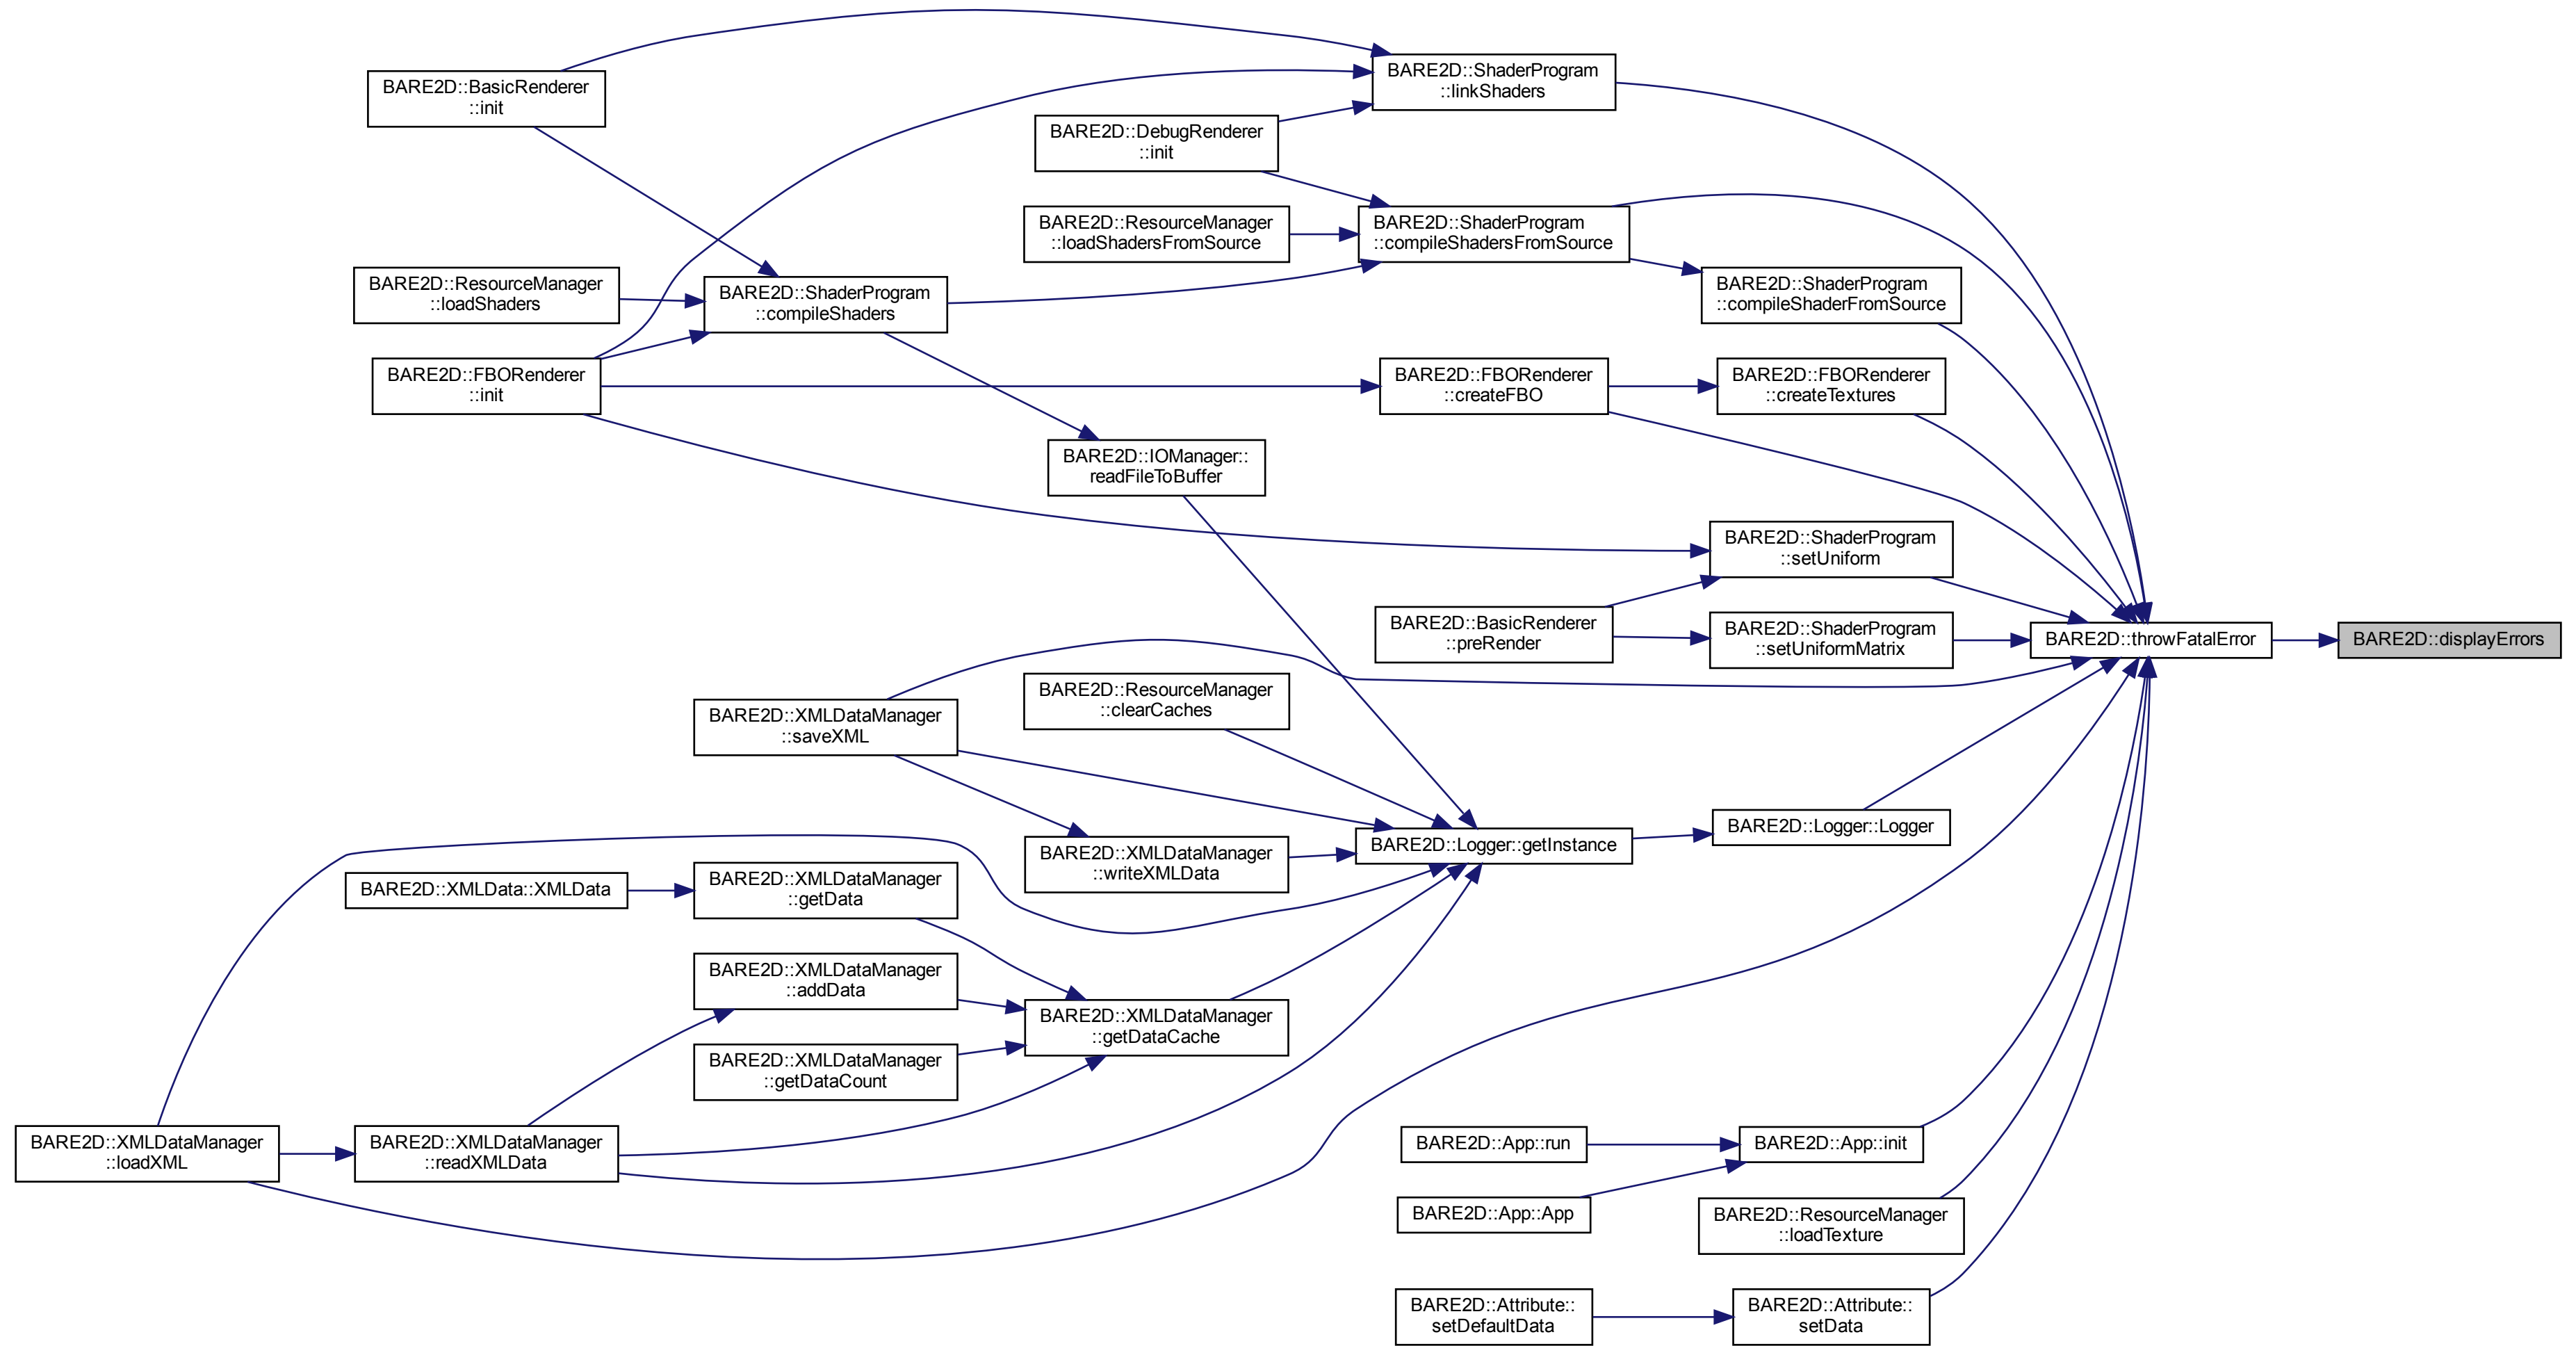 BARE2D::ShaderProgram
::linkShaders
BARE2D::BasicRenderer
::init
BARE2D::DebugRenderer
::init
BARE2D::ResourceManager
::loadShadersFromSource
BARE2D::ShaderProgram
::compileShadersFromSource
BARE2D::ResourceManager
::loadShaders
BARE2D::ShaderProgram
::compileShaders
BARE2D::ShaderProgram
::compileShaderFromSource
BARE2D::FBORenderer
::init
BARE2D::FBORenderer
::createFBO
BARE2D::FBORenderer
::createTextures
BARE2D::IOManager::
readFileToBuffer
BARE2D::ShaderProgram
::setUniform
BARE2D::BasicRenderer
::preRender
BARE2D::ShaderProgram
::setUniformMatrix
BARE2D::throwFatalError
BARE2D::displayErrors
BARE2D::XMLDataManager
::saveXML
BARE2D::ResourceManager
::clearCaches
BARE2D::Logger::Logger
BARE2D::Logger::getInstance
BARE2D::XMLDataManager
::writeXMLData
BARE2D::XMLData::XMLData
BARE2D::XMLDataManager
::getData
BARE2D::XMLDataManager
::addData
BARE2D::XMLDataManager
::getDataCache
BARE2D::XMLDataManager
::getDataCount
BARE2D::XMLDataManager
::loadXML
BARE2D::XMLDataManager
::readXMLData
BARE2D::App::run
BARE2D::App::init
BARE2D::App::App
BARE2D::ResourceManager
::loadTexture
BARE2D::Attribute::
setDefaultData
BARE2D::Attribute::
setData